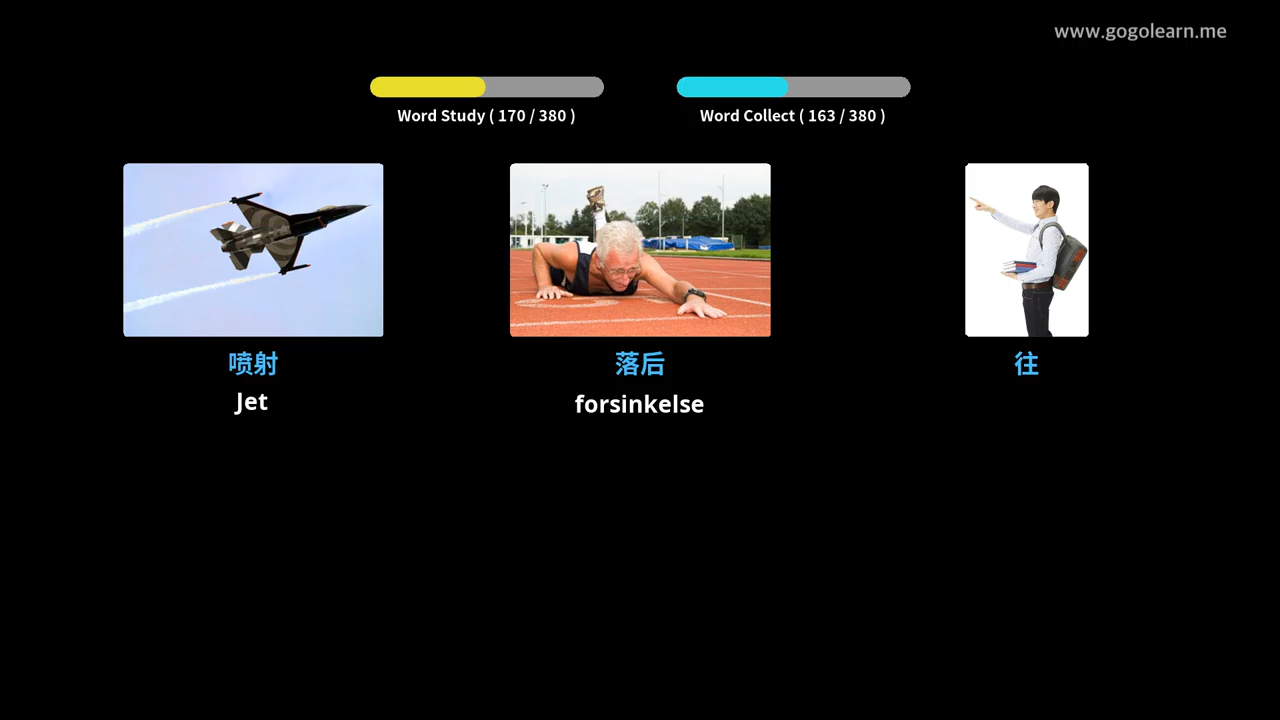 www.gogolearn.me
Word Study ( 170 / 380 )
Word Collect ( 163 / 380 )
喷射
Jet
落后
forsinkelse
往